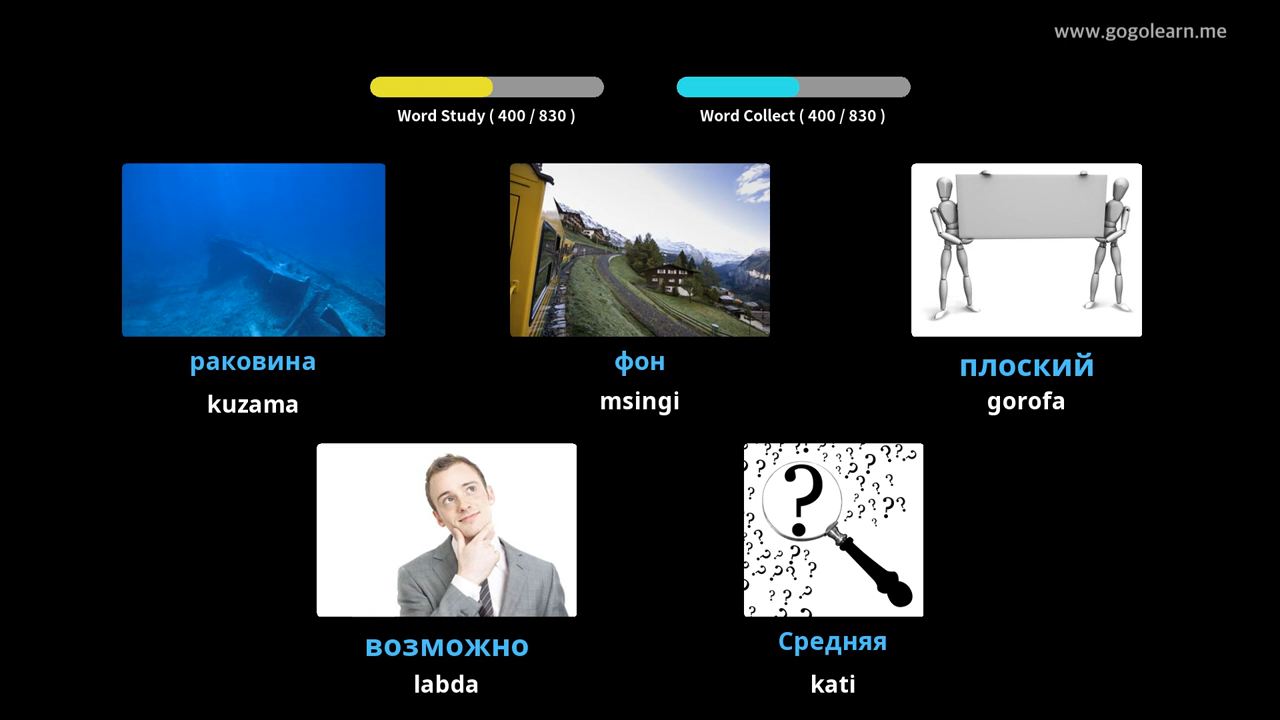 www.gogolearn.me
Word Study ( 400 / 830 )
Word Collect ( 400 / 830 )
раковина
kuzama
фон
msingi
плоский
gorofa
возможно
labda
Средняя
kati